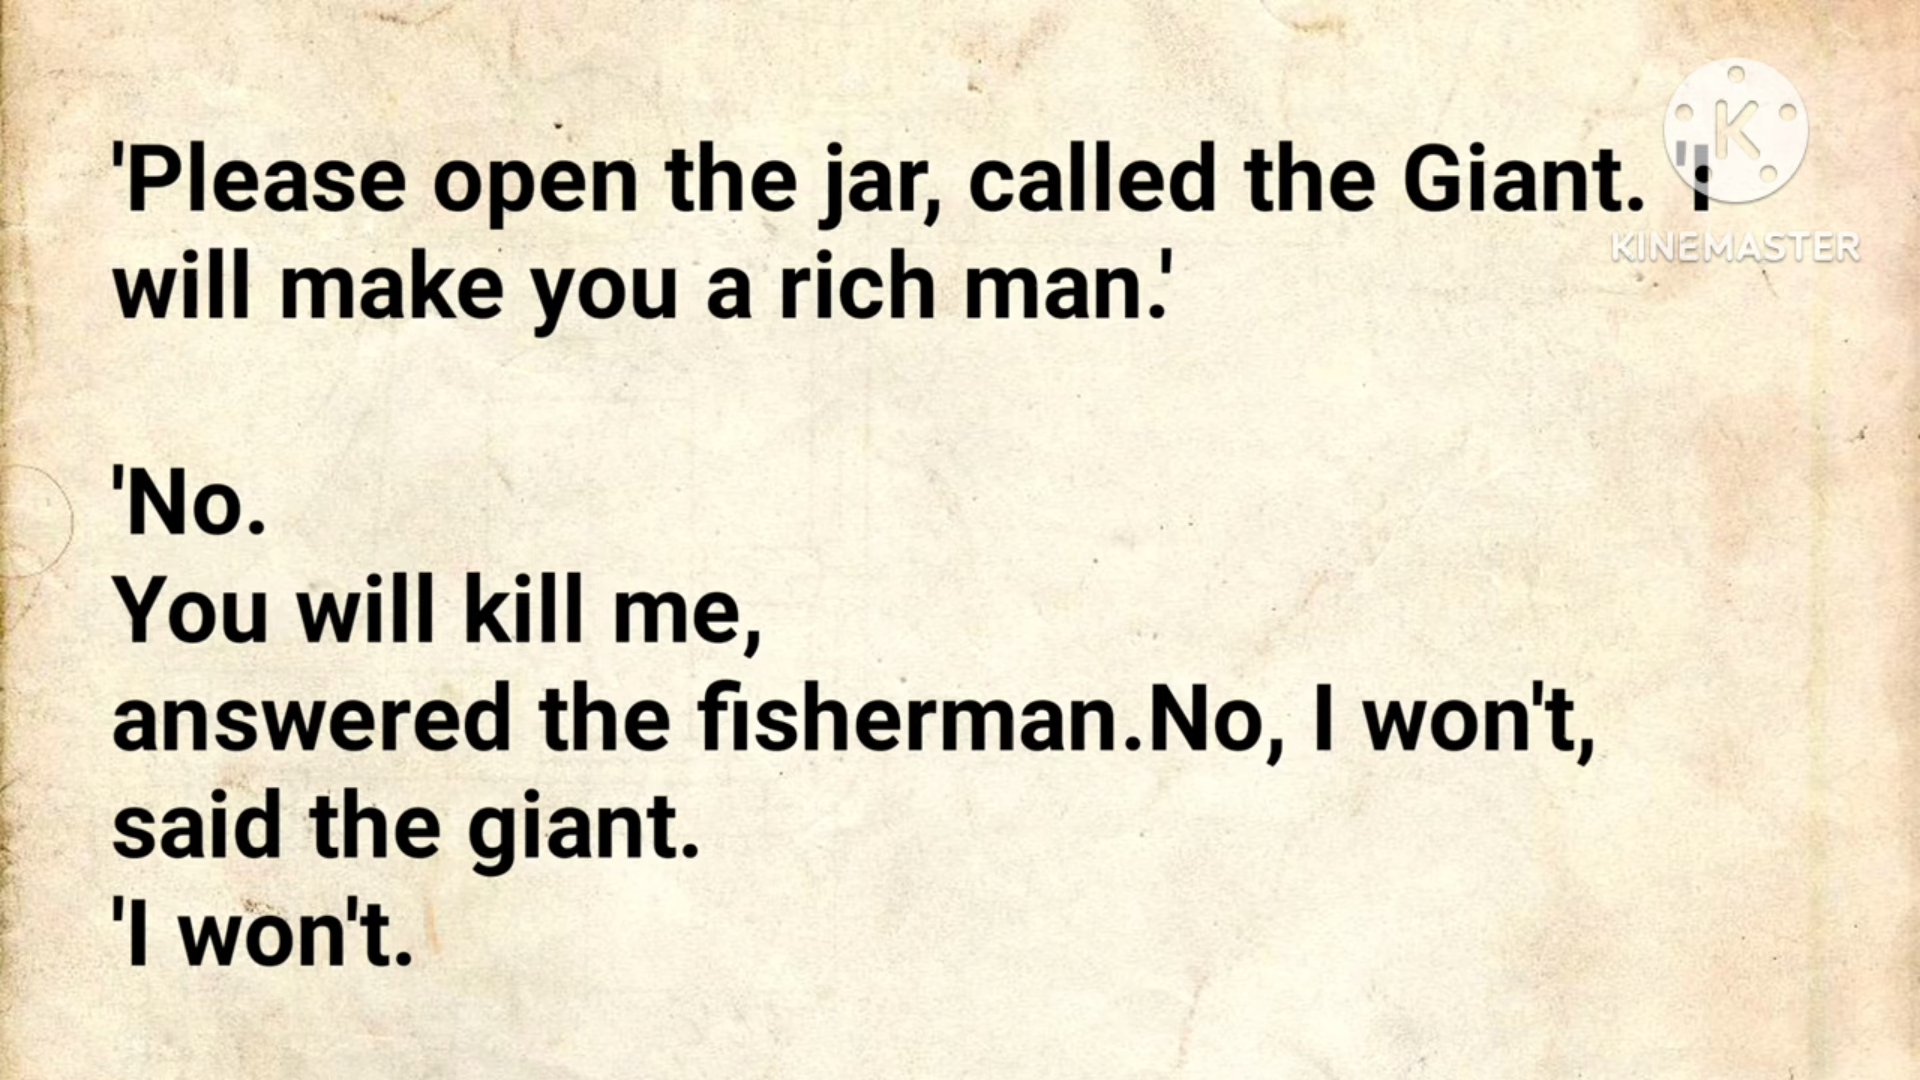 'Please open the jar, called the Giant. 'I
will make you a rich man.'
'No.
You will kill me,
answered the fisherman.No, I won't,
said the giant.
'I won't.
K
KINEMASTER